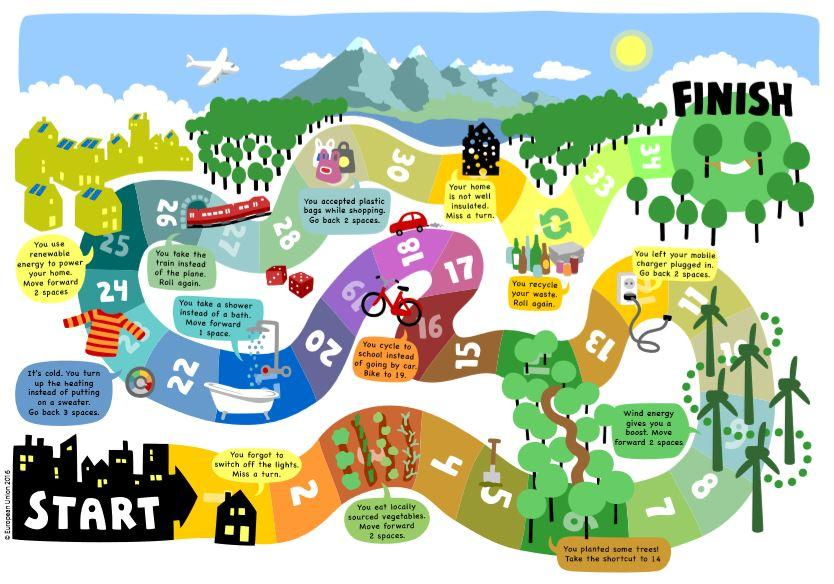 FINISH
34
33
30
You accepted plastic
bags while shopping.
Go back 2 spaces.
Your home
is not well
insulated.
Miss a turn.
26
27
28
25
You use
renewable
energy to power
your home.
Move forward
2 spaces
You take the
train instead
of the plane.
Roll again.
18
17
You left your mobile
charger plugged in.
Go back 2 spaces.
You recycle
your waste.
Roll again.
24
19
16
11
You take a shower
instead of a bath.
Move forward
1 space.
23
20
15
13
10
You cycle to
school instead
of going by car.
Bike to 19.
It's cold. You turn
up the heating
instead of putting
on a sweater.
Go back 3 spaces.
22
Wind energy
gives you a
boost. Move
forward 2 spaces
9
You forgot to
switch off the lights.
Miss a turn.
START
2
4
5
6
7
8
You eat locally
sourced vegetables.
Move forward
2 spaces.
You planted some trees!
Take the shortcut to 14
© European Union 2016